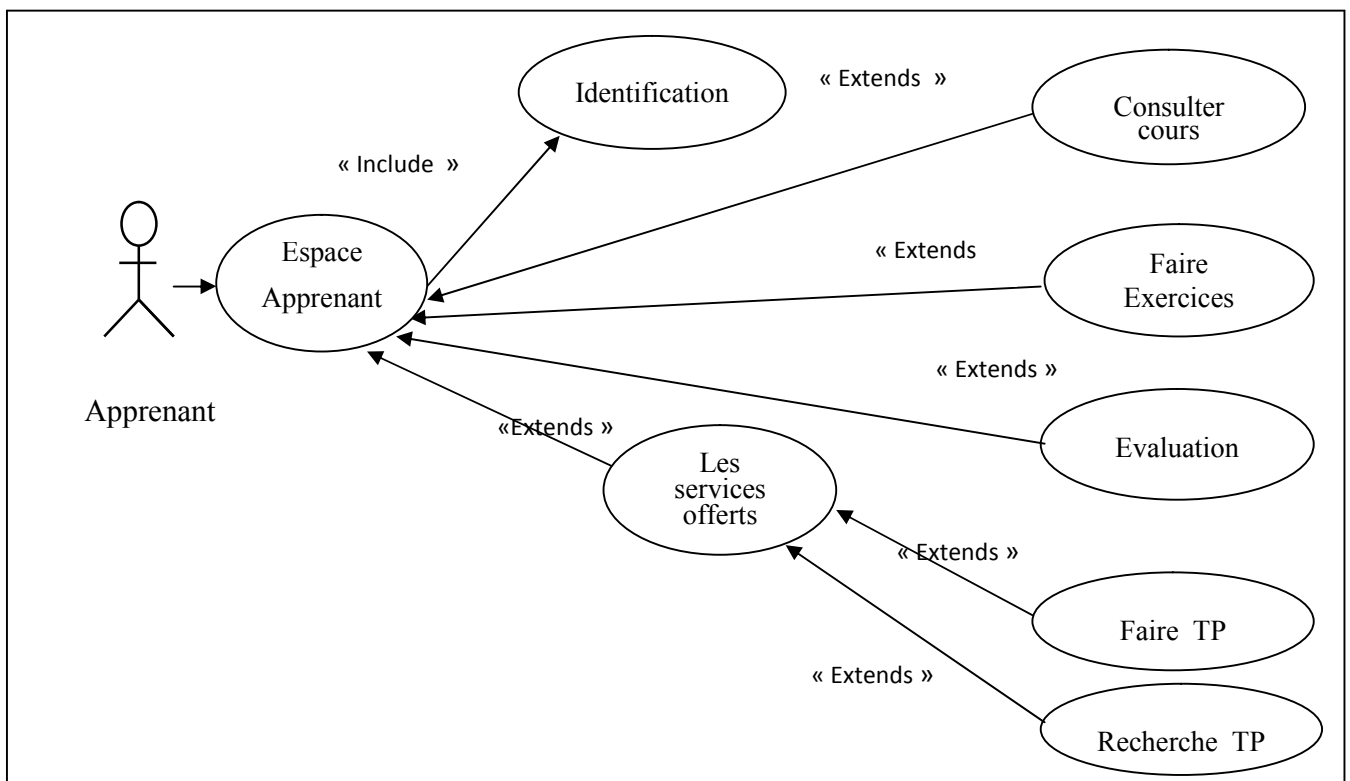 Identification
« Extends »
Consulter
cours
« Include »
Espace
Apprenant
« Extends
Faire
Exercices
Apprenant
« Extends »
«Extends »
Evaluation
Les
services
offerts
« Extends »
Faire TP
« Extends »
Recherche TP